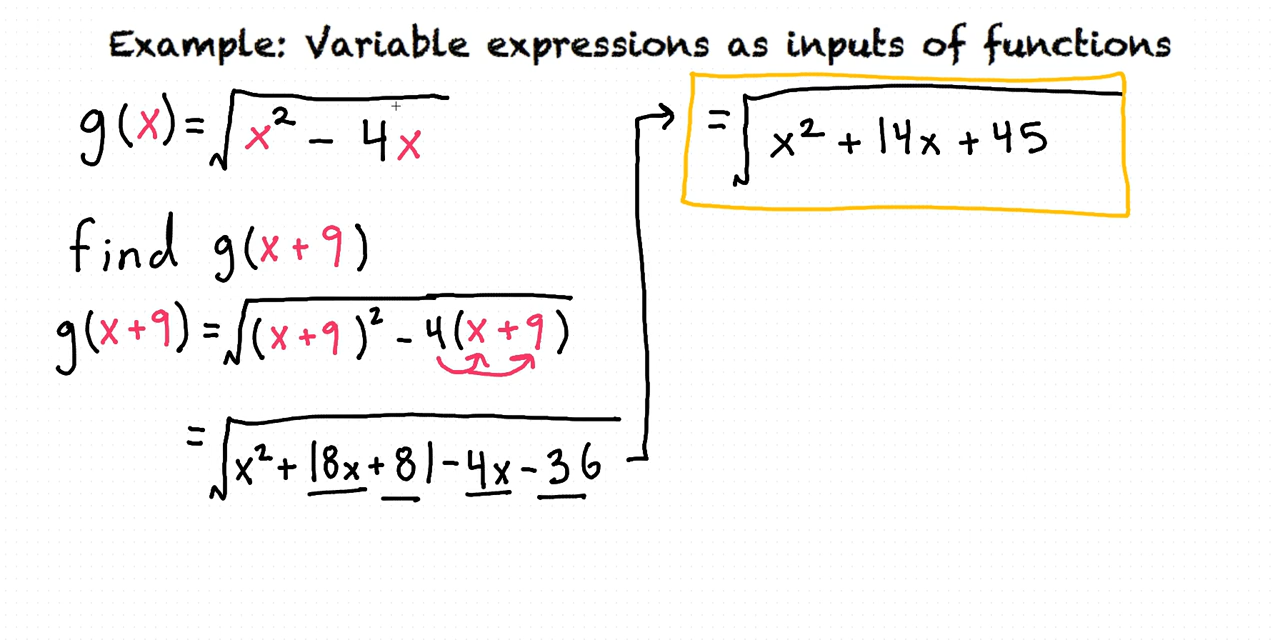 Example: Variable expressions as inputs of functions
g(x) = √(x² - 4x)
find g(x + 9)
g(x+9) = √((x+9)² - 4(x+9))
= √(x² + 18x + 81 - 4x - 36)
= √(x² + 14x + 45)